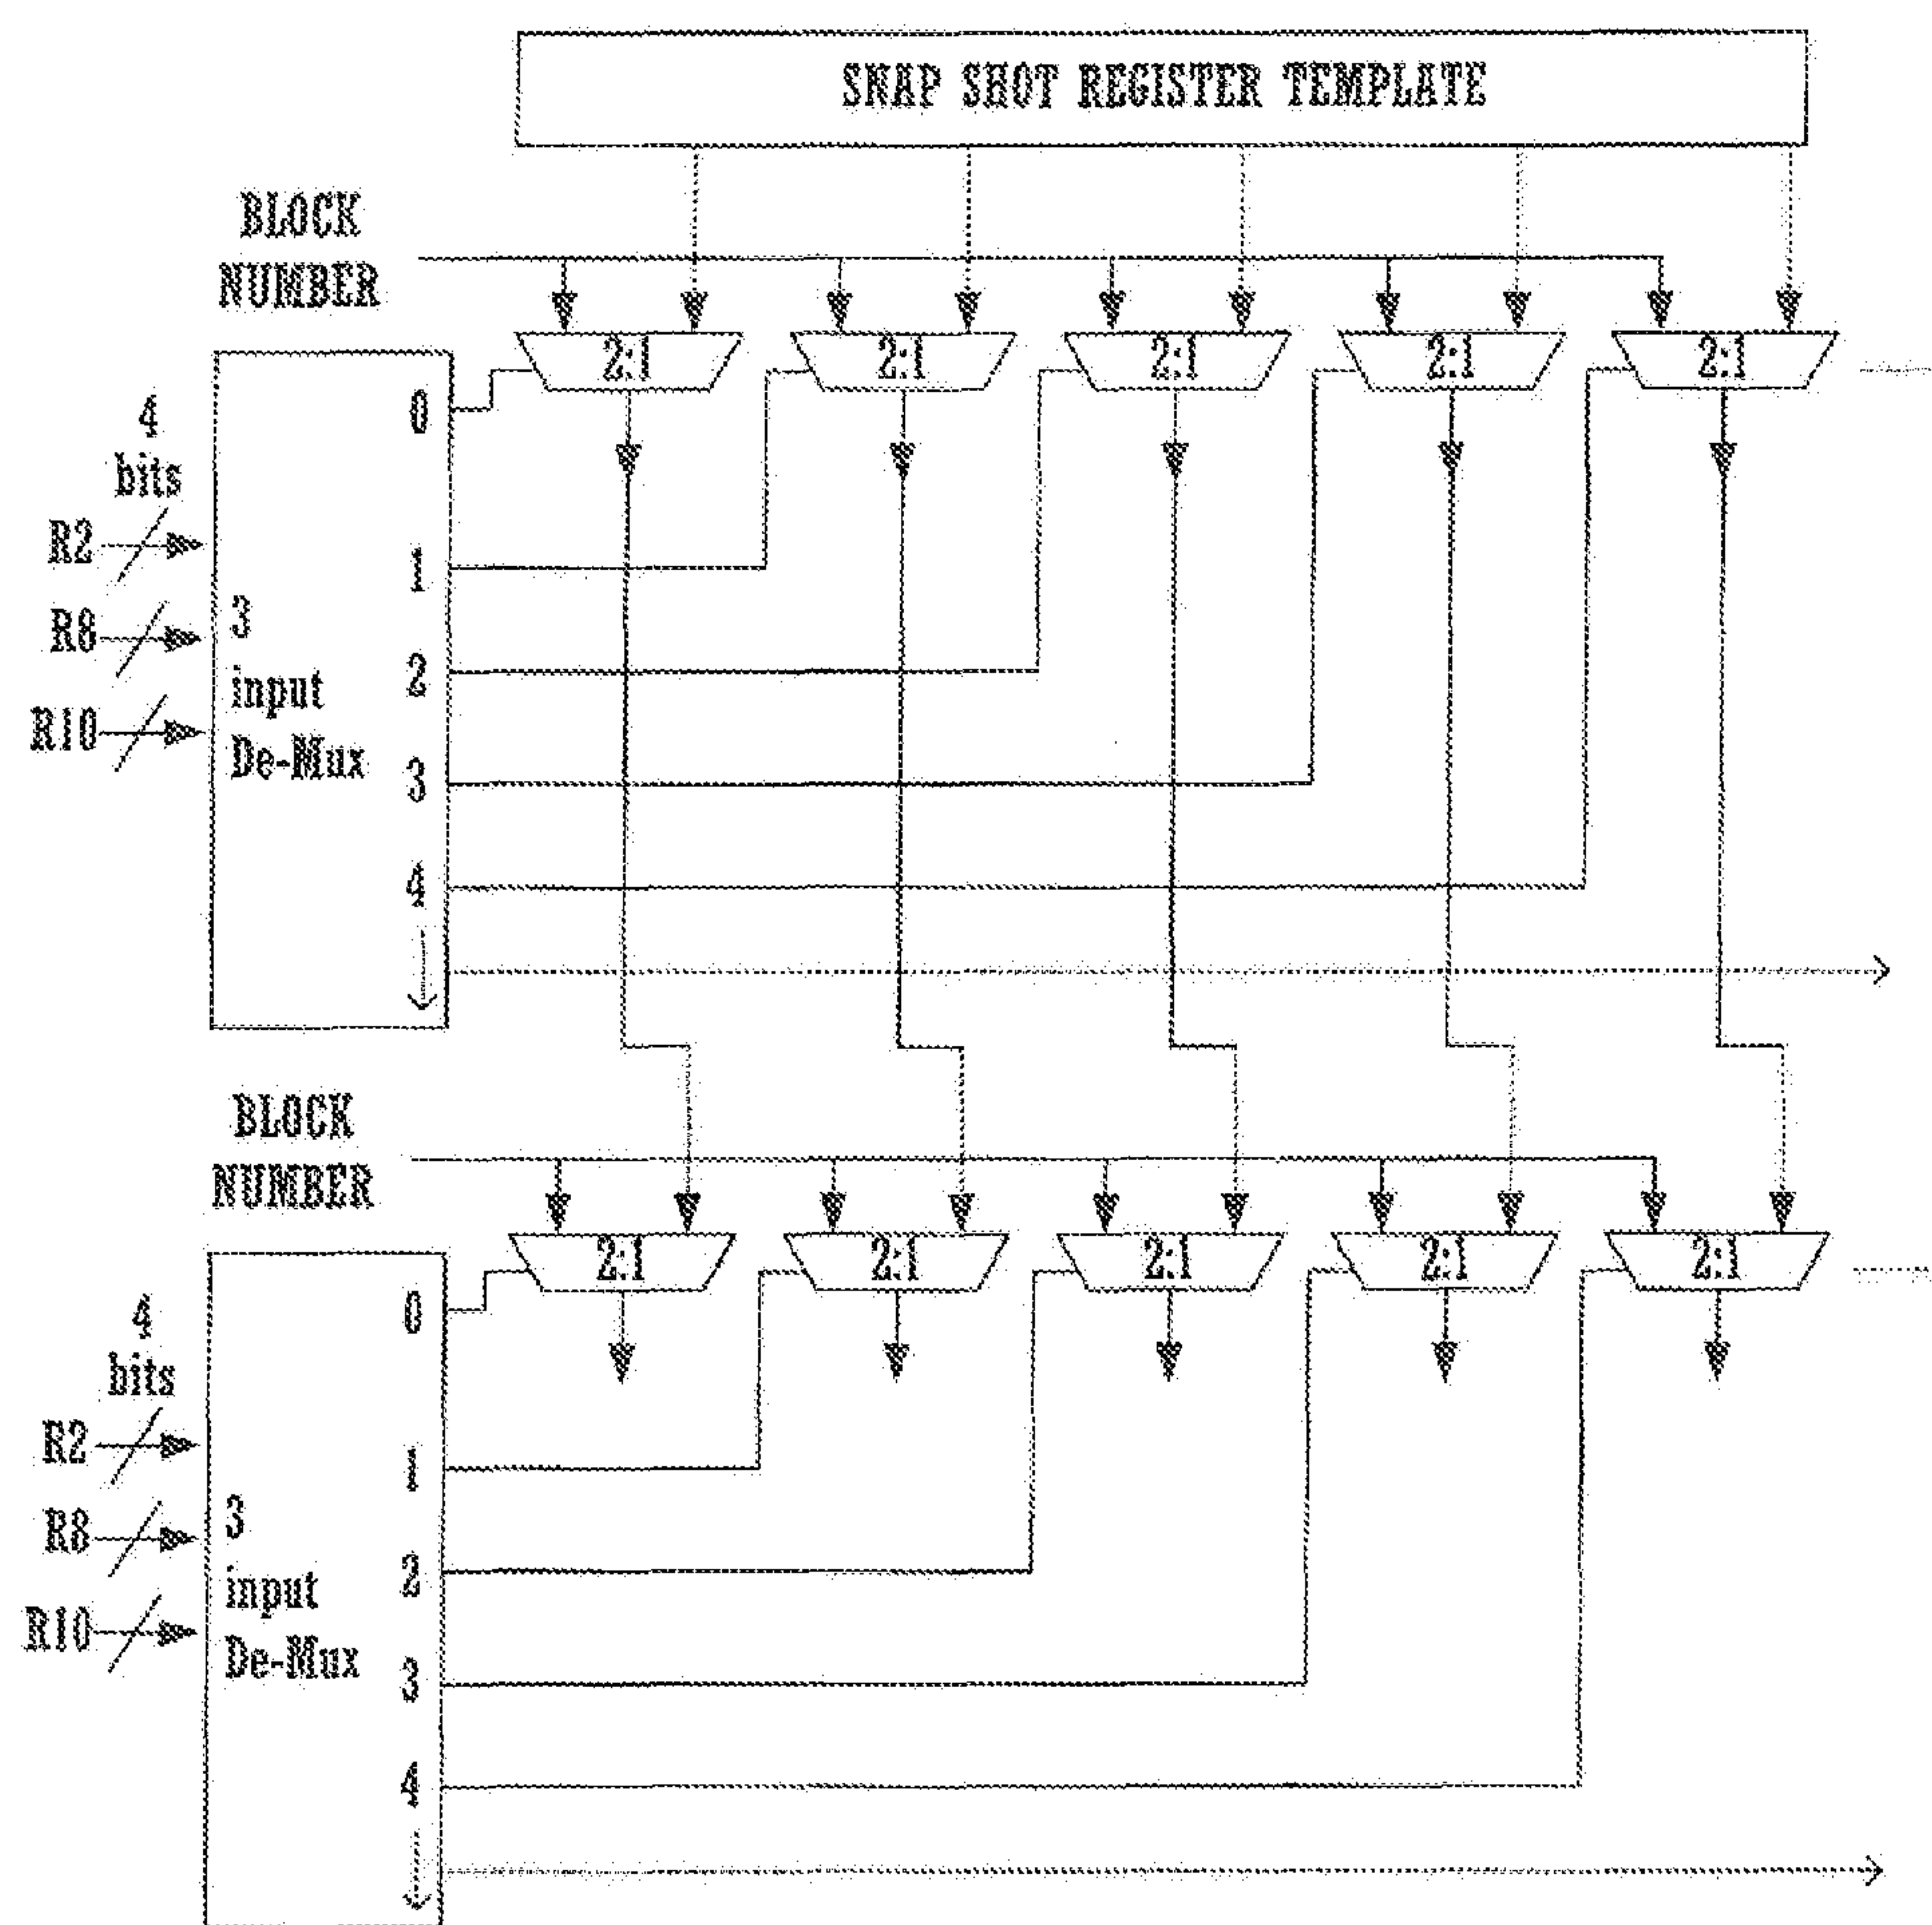 SNAP SHOT REGISTER TEMPLATE
BLOCK
NUMBER
2:1 2:1 2:1 2:1 2:1
0
4
bits
R2
1
R8
3
2
input
R10
De-Mux
3
4
BLOCK
NUMBER
2:1 2:1 2:1 2:1 2:1
0
4
bits
R2
1
R8
3
2
input
R10
De-Mux
3
4